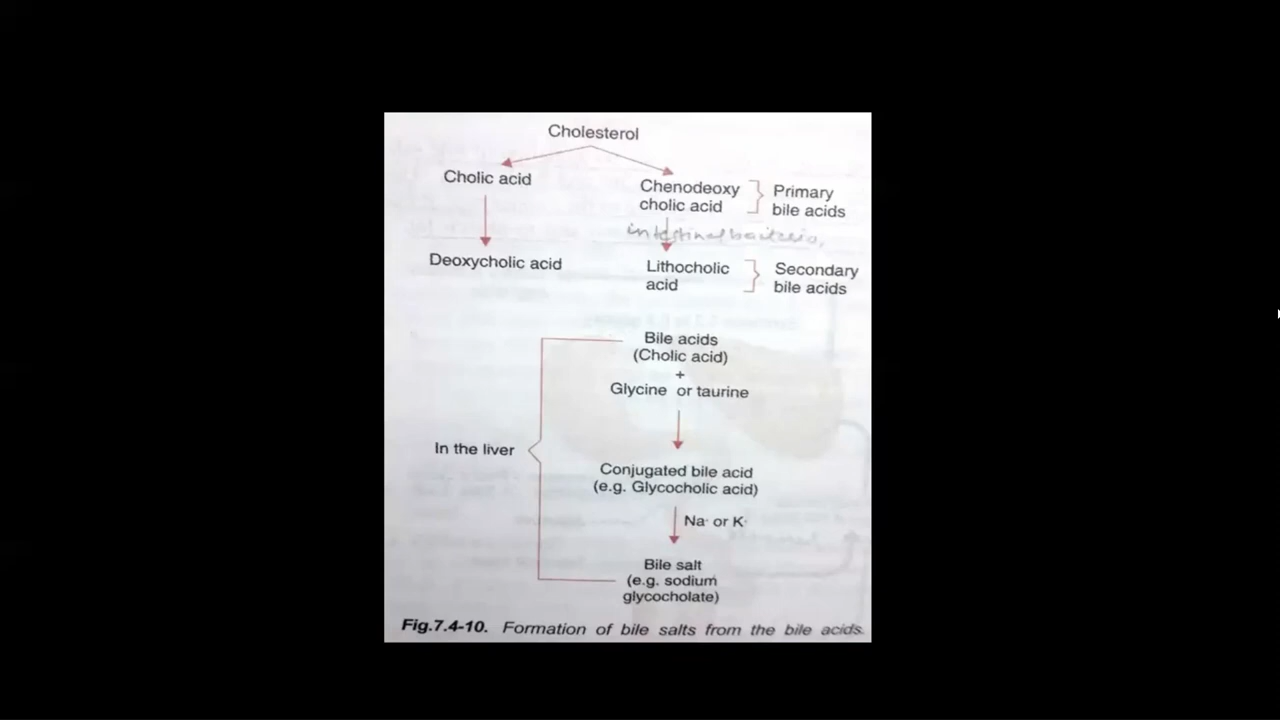 Cholesterol
Cholic acid
Chenodeoxy
cholic acid
Primary
bile acids
intestinal bacteria,
Deoxycholic acid
Lithocholic
acid
Secondary
bile acids
Bile acids
(Cholic acid)
+
Glycine or taurine
In the liver
Conjugated bile acid
(e.g. Glycocholic acid)
Na⁺ or K⁺
Bile salt
(e.g. sodium
glycocholate)
Fig.7.4-10. Formation of bile salts from the bile acids.